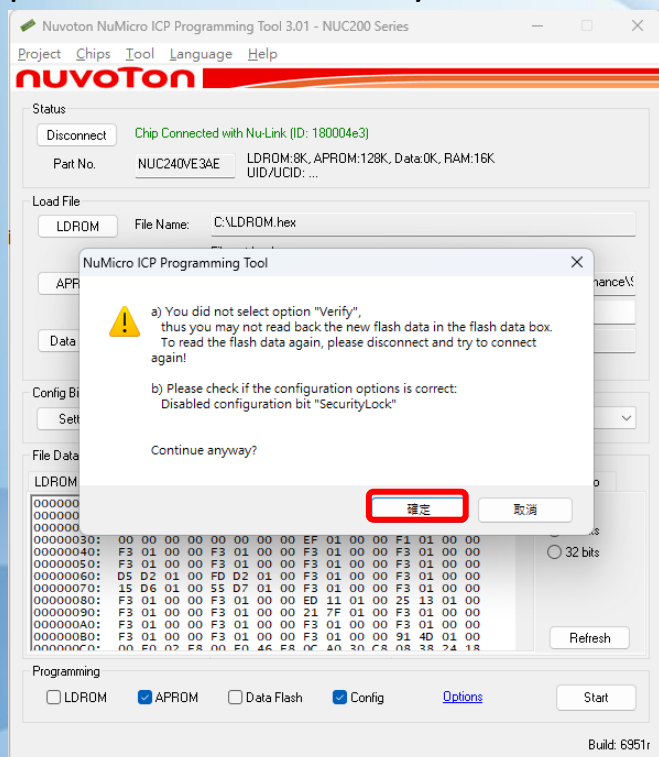 Nuvoton NuMicro ICP Programming Tool 3.01 - NUC200 Series
Project Chips Tool Language Help
nuvoTon
Status
Disconnect Chip Connected with Nu-Link (ID: 180004e3)
Part No. NUC240VE3AE LDROM:8K, APROM:128K, Data:0K, RAM:16K
UID/UCID: ...
Load File
LDROM File Name: C:\LDROM.hex
NuMicro ICP Programming Tool
APR
a) You did not select option "Verify",
thus you may not read back the new flash data in the flash data box.
To read the flash data again, please disconnect and try to connect
again!
Data
b) Please check if the configuration options is correct:
Disabled configuration bit "SecurityLock"
Config Bi
Sett
Continue anyway?
File Data
LDROM
確定 取消
00000030: 00 00 00 00 00 00 00 EF 01 00 00 F1 01 00 00
00000040: F3 01 00 00 F3 01 00 00 F3 01 00 00 F3 01 00 00
32 bits
00000050: F3 01 00 00 F3 01 00 00 F3 01 00 00 F3 01 00 00
00000060: D5 D2 01 00 FD D2 01 00 F3 01 00 00 F3 01 00 00
00000070: 15 D6 01 00 55 D7 01 00 F3 01 00 00 F3 01 00 00
00000080: F3 01 00 00 F3 01 00 00 ED 11 01 00 25 13 01 00
00000090: F3 01 00 00 F3 01 00 00 21 7F 01 00 F3 01 00 00
000000A0: F3 01 00 00 F3 01 00 00 F3 01 00 00 F3 01 00 00
000000B0: F3 01 00 00 F3 01 00 00 F3 01 00 00 91 4D 01 00
Refresh
Programming
LDROM APROM Data Flash Config Options Start
Build: 6951r